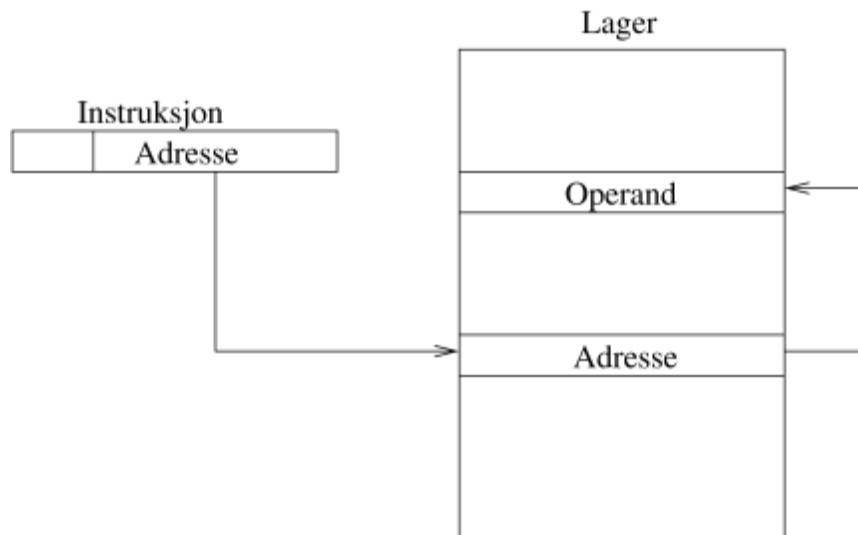 Lager
Instruksjon
Adresse
Operand
Adresse